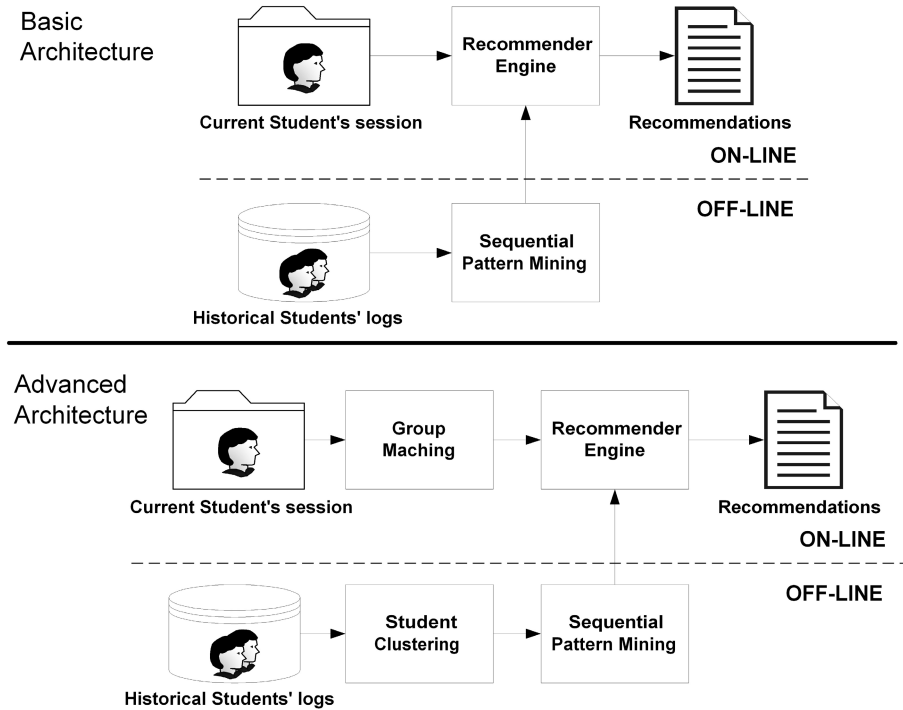 Basic
Architecture
Recommender
Engine
Current Student's session
Recommendations
ON-LINE
OFF-LINE
Sequential
Pattern Mining
Historical Students' logs
Advanced
Architecture
Group
Maching
Recommender
Engine
Current Student's session
Recommendations
ON-LINE
OFF-LINE
Student
Clustering
Sequential
Pattern Mining
Historical Students' logs